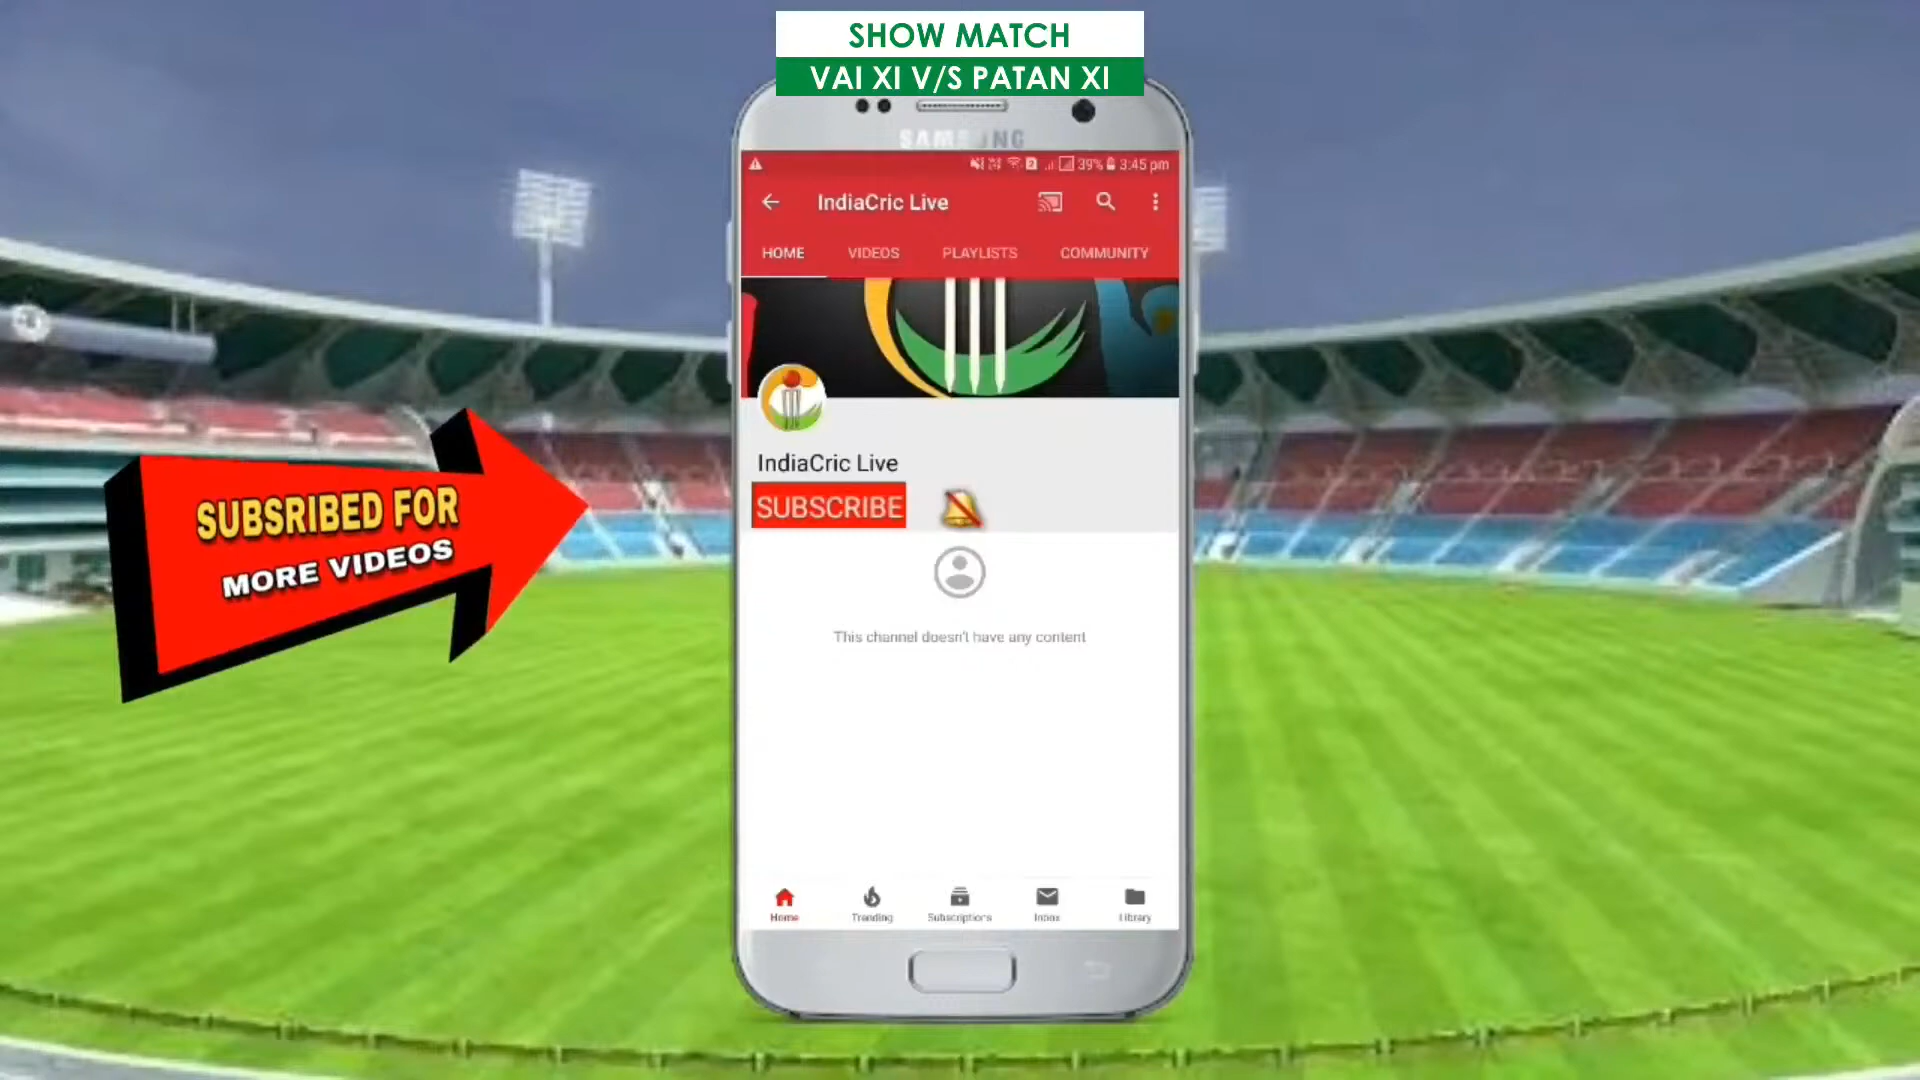 SHOW MATCH
VAI XI V/S PATAN XI
SAMSUNG
39% 3:45 pm
IndiaCric Live
HOME VIDEOS PLAYLISTS COMMUNITY
IndiaCric Live
SUBSCRIBE
SUBSRIBED FOR
MORE VIDEOS
This channel doesn't have any content
Home Trending Subscriptions Inbox Library